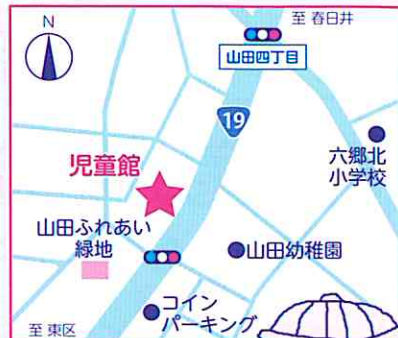 至 春日井
N
山田四丁目
19
児童館
六郷北
小学校
山田ふれあい
緑地
山田幼稚園
コイン
パーキング
至 東区